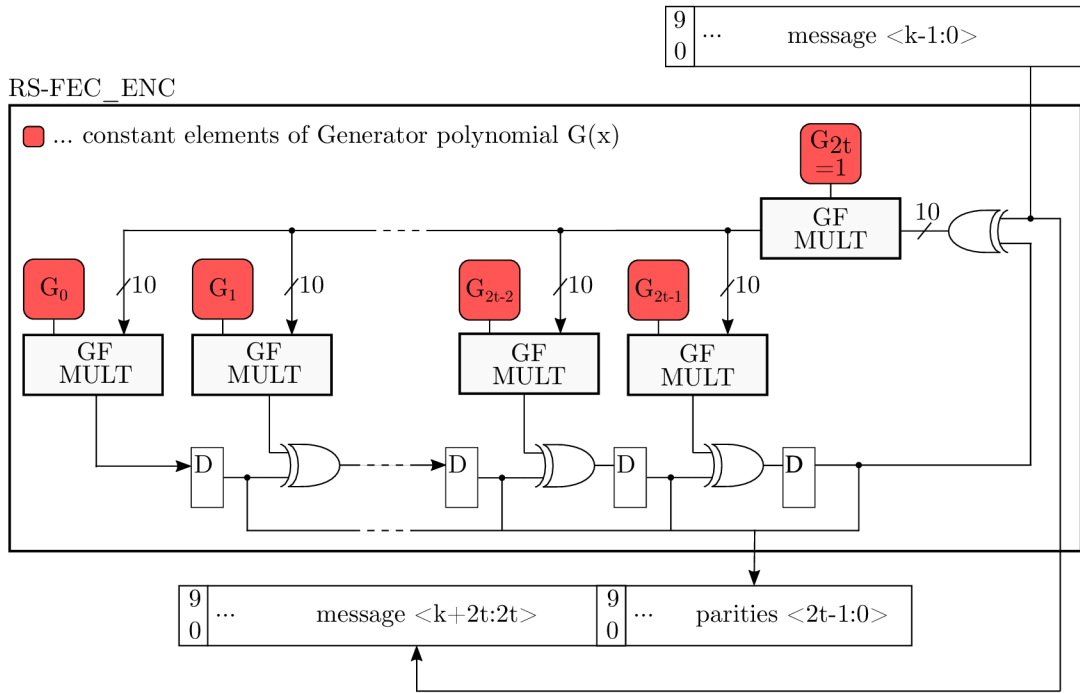 9
0
... message <k-1:0>
RS-FEC_ENC
... constant elements of Generator polynomial G(x)
G2t
=1
GF
MULT
10
G0
10
G1
10
G2t-2
10
G2t-1
10
GF
MULT
GF
MULT
GF
MULT
GF
MULT
D
D
D
D
9
0
... message <k+2t:2t>
9
0
... parities <2t-1:0>